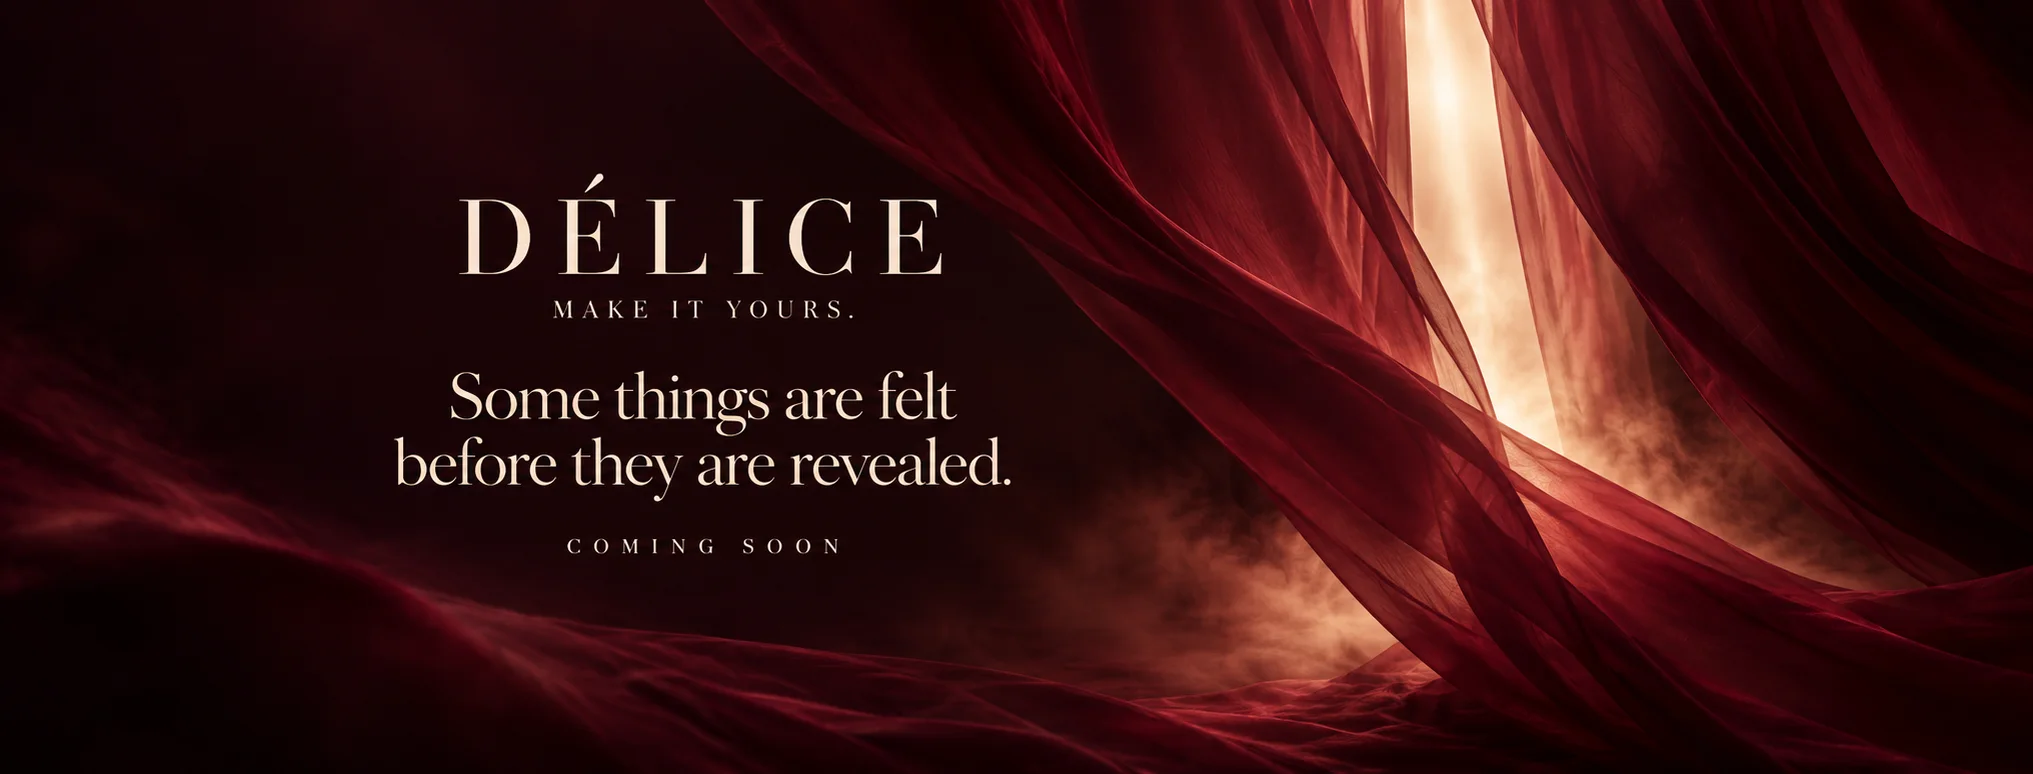 DÉLICE
MAKE IT YOURS.
Some things are felt
before they are revealed.
COMING SOON